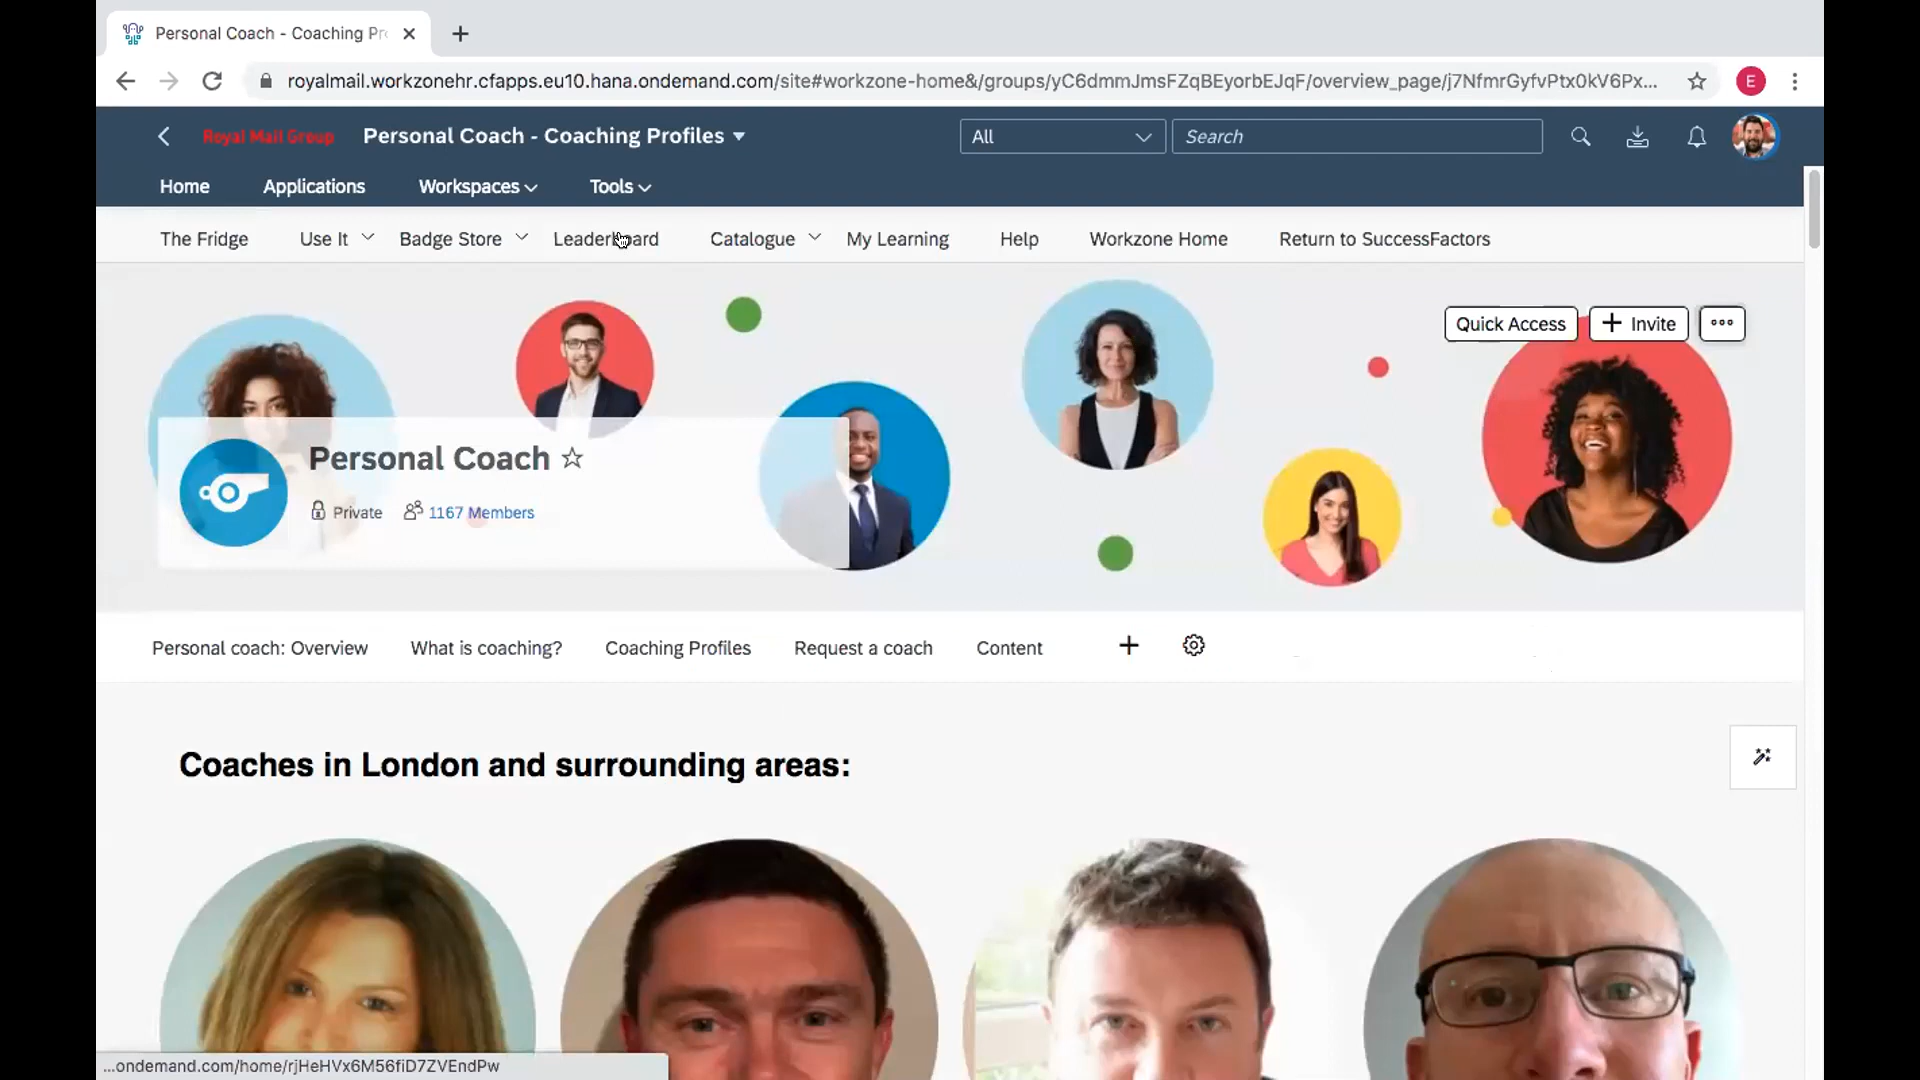 Personal Coach - Coaching Pr
royalmail.workzonehr.cfapps.eu10.hana.ondemand.com/site#workzone-home&/groups/yC6dmmJmsFZqBEyorbEJqF/overview_page/j7NfmrGyfvPtx0kV6Px...
E
Royal Mail Group
Personal Coach - Coaching Profiles
All
Search
Home
Applications
Workspaces
Tools
The Fridge
Use It
Badge Store
Leaderboard
Catalogue
My Learning
Help
Workzone Home
Return to SuccessFactors
Quick Access
+ Invite
Personal Coach
Private
1167 Members
Personal coach: Overview
What is coaching?
Coaching Profiles
Request a coach
Content
Coaches in London and surrounding areas:
...ondemand.com/home/rjHeHVx6M56fiD7ZVEndPw